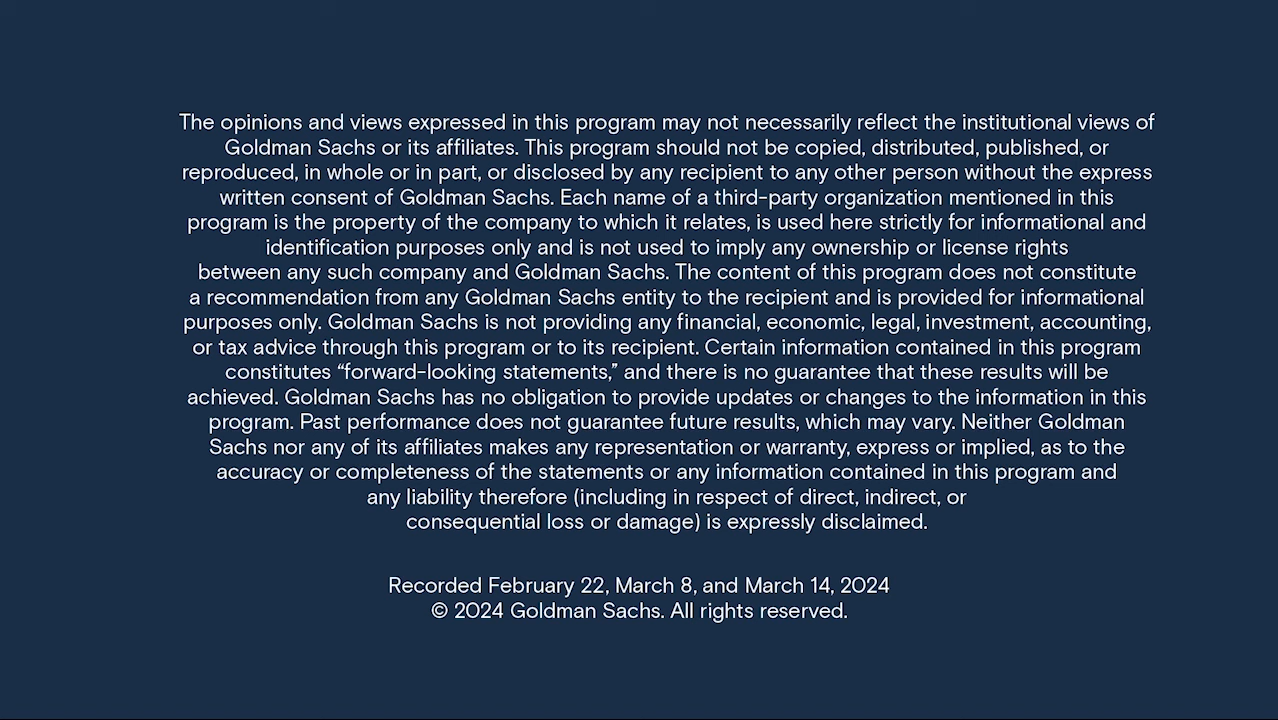 The opinions and views expressed in this program may not necessarily reflect the institutional views of
Goldman Sachs or its affiliates. This program should not be copied, distributed, published, or
reproduced, in whole or in part, or disclosed by any recipient to any other person without the express
written consent of Goldman Sachs. Each name of a third-party organization mentioned in this
program is the property of the company to which it relates, is used here strictly for informational and
identification purposes only and is not used to imply any ownership or license rights
between any such company and Goldman Sachs. The content of this program does not constitute
a recommendation from any Goldman Sachs entity to the recipient and is provided for informational
purposes only. Goldman Sachs is not providing any financial, economic, legal, investment, accounting,
or tax advice through this program or to its recipient. Certain information contained in this program
constitutes “forward-looking statements,” and there is no guarantee that these results will be
achieved. Goldman Sachs has no obligation to provide updates or changes to the information in this
program. Past performance does not guarantee future results, which may vary. Neither Goldman
Sachs nor any of its affiliates makes any representation or warranty, express or implied, as to the
accuracy or completeness of the statements or any information contained in this program and
any liability therefore (including in respect of direct, indirect, or
consequential loss or damage) is expressly disclaimed.
Recorded February 22, March 8, and March 14, 2024
© 2024 Goldman Sachs. All rights reserved.